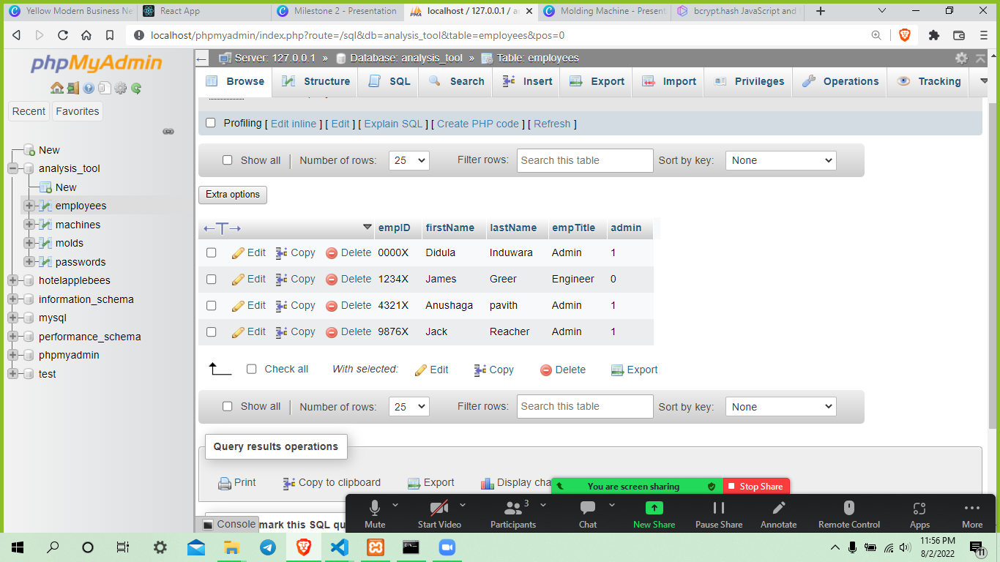 Yellow Modern Business Ne
React App
Milestone 2 - Presentation
localhost / 127.0.0.1 / a
Molding Machine - Present
bcrypt.hash JavaScript and
localhost/phpmyadmin/index.php?route=/sql&db=analysis_tool&table=employees&pos=0
phpMyAdmin
Recent
Favorites
New
analysis_tool
New
employees
machines
molds
passwords
hotelapplebees
information_schema
mysql
performance_schema
phpmyadmin
test
Server: 127.0.0.1 » Database: analysis_tool » Table: employees
Browse Structure SQL Search Insert Export Import Privileges Operations Tracking
Profiling [ Edit inline ] [ Edit ] [ Explain SQL ] [ Create PHP code ] [ Refresh ]
Show all | Number of rows: 25 Filter rows: Search this table Sort by key: None
Extra options
empID firstName lastName empTitle admin
Edit Copy Delete 0000X Didula Induwara Admin 1
Edit Copy Delete 1234X James Greer Engineer 0
Edit Copy Delete 4321X Anushaga pavith Admin 1
Edit Copy Delete 9876X Jack Reacher Admin 1
Check all With selected: Edit Copy Delete Export
Show all | Number of rows: 25 Filter rows: Search this table Sort by key: None
Query results operations
Print Copy to clipboard Export Display cha
You are screen sharing Stop Share
Console mark this SQL qu
3
Mute Start Video Participants Chat New Share Pause Share Annotate Remote Control Apps More
11:56 PM
8/2/2022
11